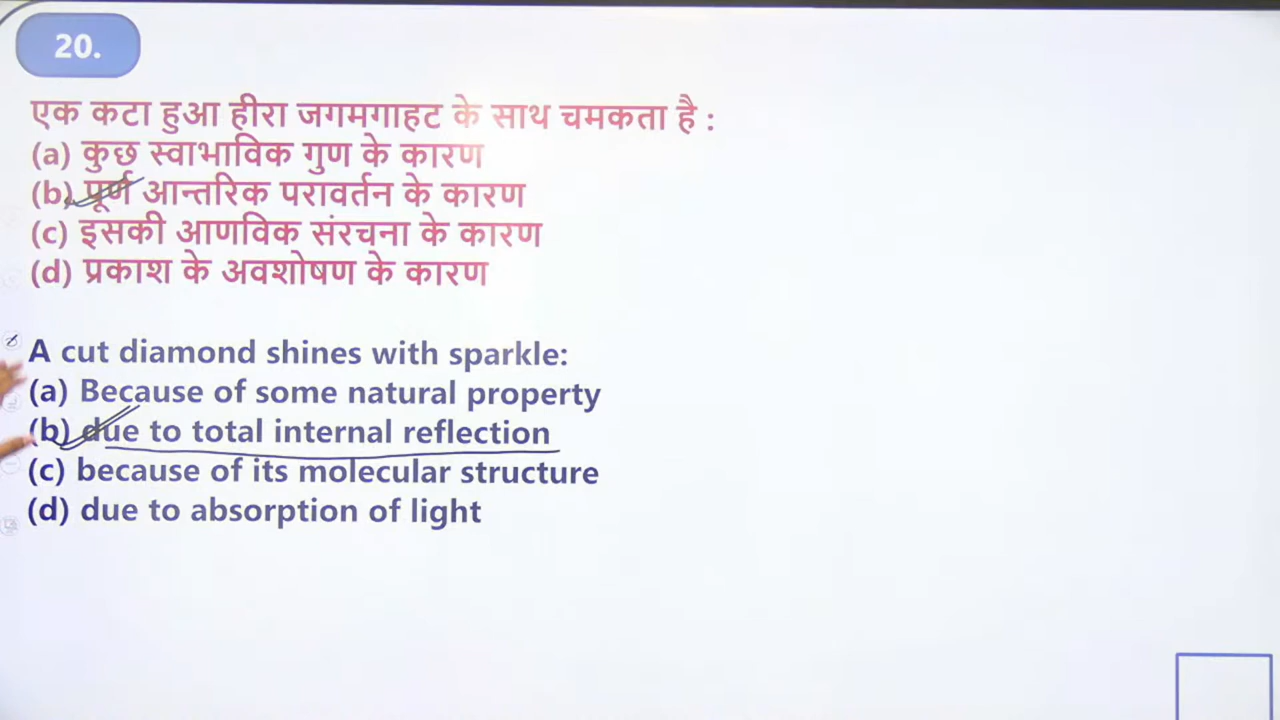 20.
एक कटा हुआ हीरा जगमगाहट के साथ चमकता है :
(a) कुछ स्वाभाविक गुण के कारण
(b) पूर्ण आन्तरिक परावर्तन के कारण
(c) इसकी आणविक संरचना के कारण
(d) प्रकाश के अवशोषण के कारण
A cut diamond shines with sparkle:
(a) Because of some natural property
(b) due to total internal reflection
(c) because of its molecular structure
(d) due to absorption of light